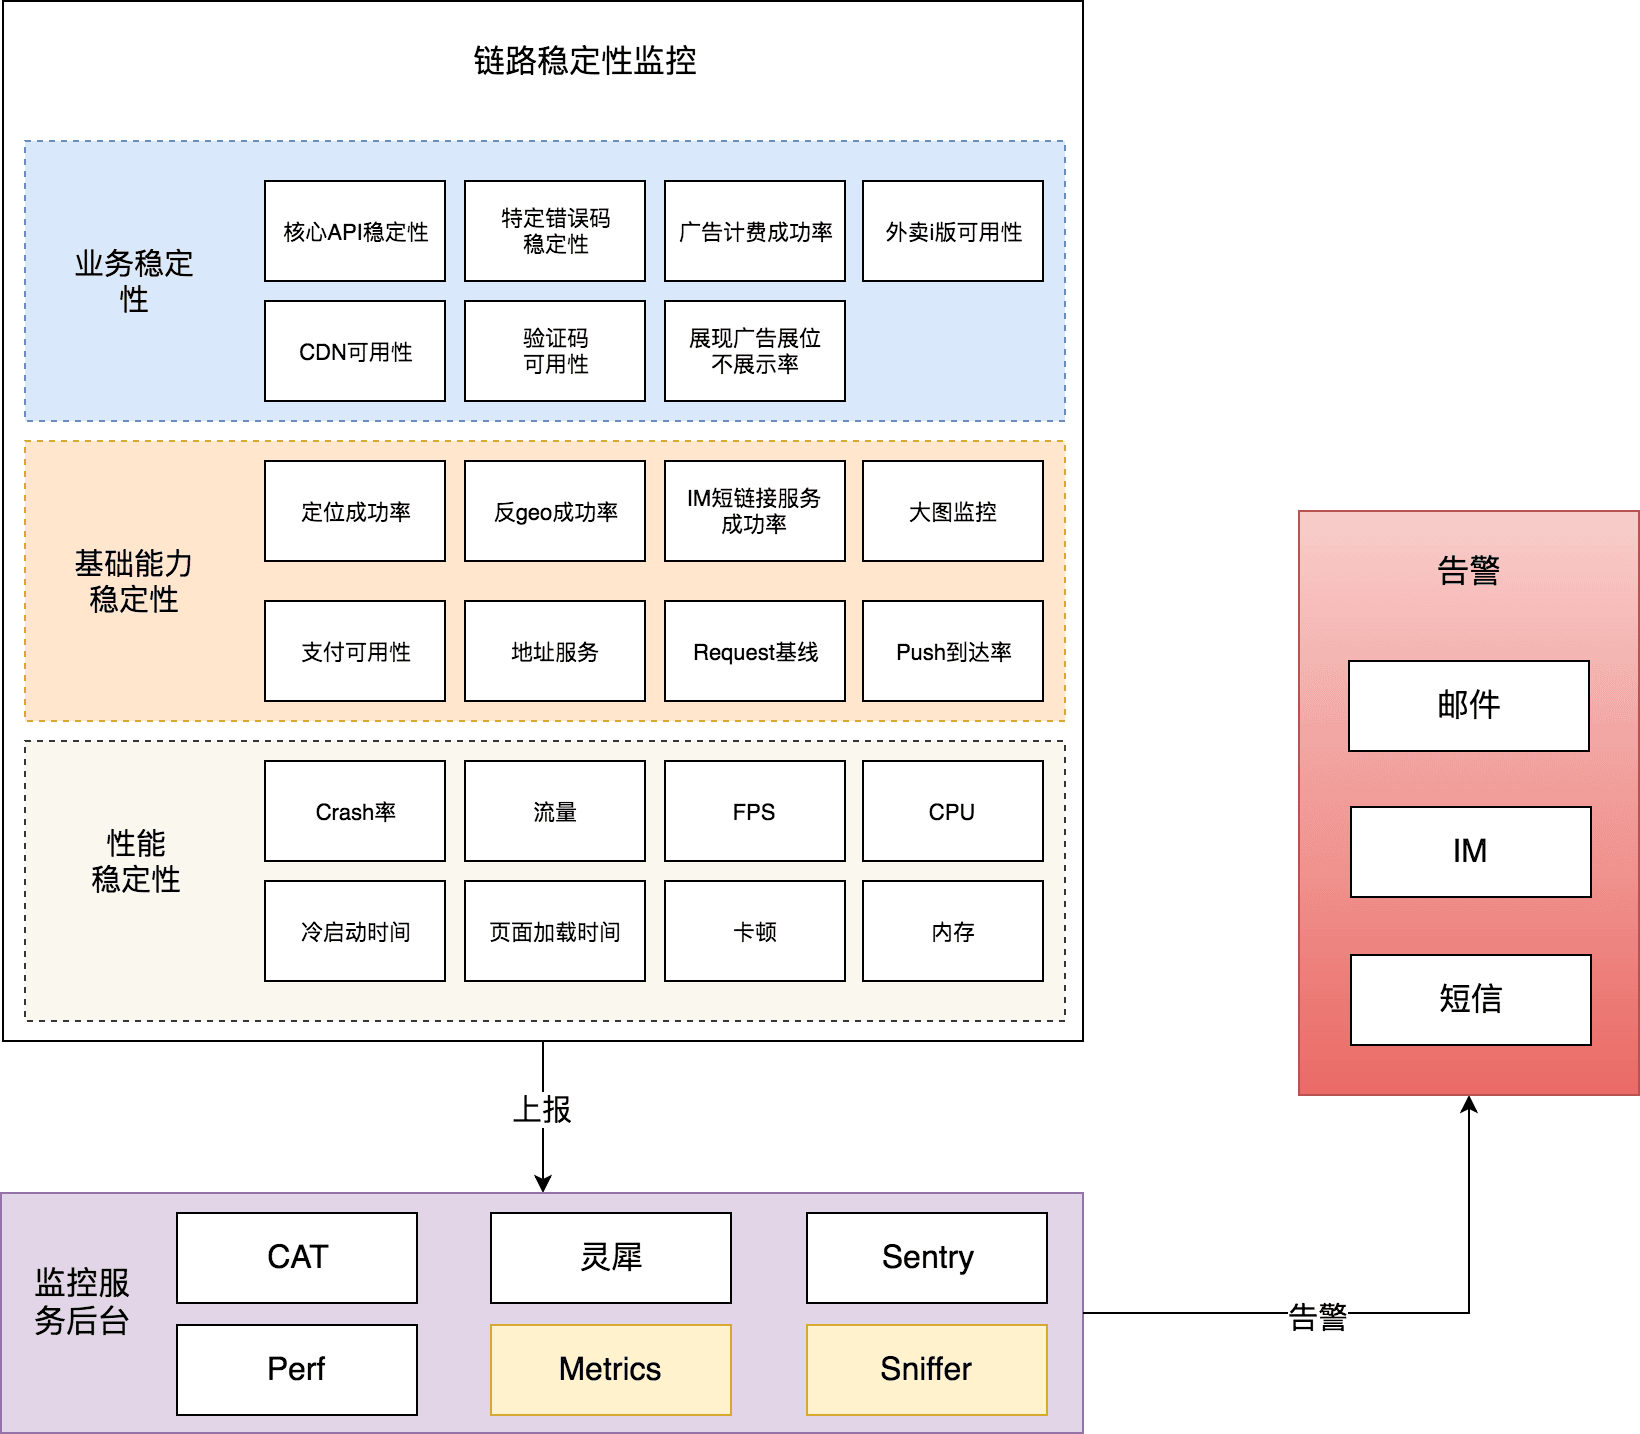 链路稳定性监控
业务稳定
性
核心API稳定性
特定错误码
稳定性
广告计费成功率
外卖i版可用性
CDN可用性
验证码
可用性
展现广告展位
不展示率
基础能力
稳定性
定位成功率
反geo成功率
IM短链接服务
成功率
大图监控
支付可用性
地址服务
Request基线
Push到达率
性能
稳定性
Crash率
流量
FPS
CPU
冷启动时间
页面加载时间
卡顿
内存
上报
监控服
务后台
CAT
灵犀
Sentry
Perf
Metrics
Sniffer
告警
告警
邮件
IM
短信